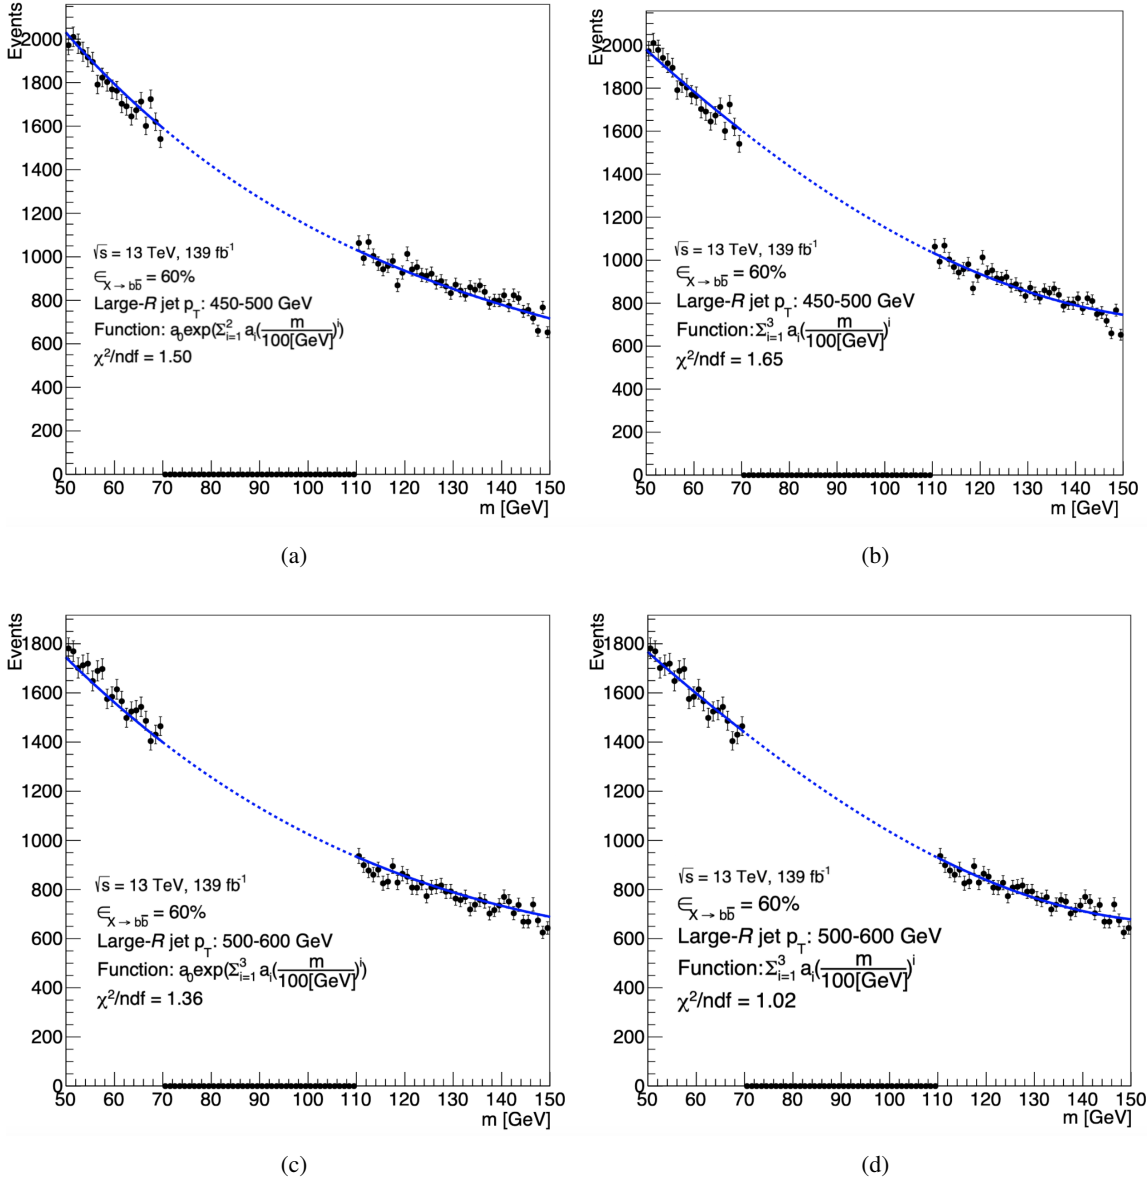 Events
2000
1800
1600
1400
1200
1000
800
600
400
200
0
√s = 13 TeV, 139 fb⁻¹
∈X → bb̄ = 60%
Large-R jet pT: 450-500 GeV
Function: a₀exp(Σ²ᵢ₌₁ aᵢ(m/100[GeV])ⁱ)
χ²/ndf = 1.50
50 60 70 80 90 100 110 120 130 140 150
m [GeV]
(a)
Events
2000
1800
1600
1400
1200
1000
800
600
400
200
0
√s = 13 TeV, 139 fb⁻¹
∈X → bb̄ = 60%
Large-R jet pT: 450-500 GeV
Function:Σ³ᵢ₌₁ aᵢ(m/100[GeV])ⁱ
χ²/ndf = 1.65
50 60 70 80 90 100 110 120 130 140 150
m [GeV]
(b)
Events
1800
1600
1400
1200
1000
800
600
400
200
0
√s = 13 TeV, 139 fb⁻¹
∈X → bb̄ = 60%
Large-R jet pT: 500-600 GeV
Function: a₀exp(Σ³ᵢ₌₁ aᵢ(m/100[GeV])ⁱ)
χ²/ndf = 1.36
50 60 70 80 90 100 110 120 130 140 150
m [GeV]
(c)
Events
1800
1600
1400
1200
1000
800
600
400
200
0
√s = 13 TeV, 139 fb⁻¹
∈X → bb̄ = 60%
Large-R jet pT: 500-600 GeV
Function:Σ³ᵢ₌₁ aᵢ(m/100[GeV])ⁱ
χ²/ndf = 1.02
50 60 70 80 90 100 110 120 130 140 150
m [GeV]
(d)